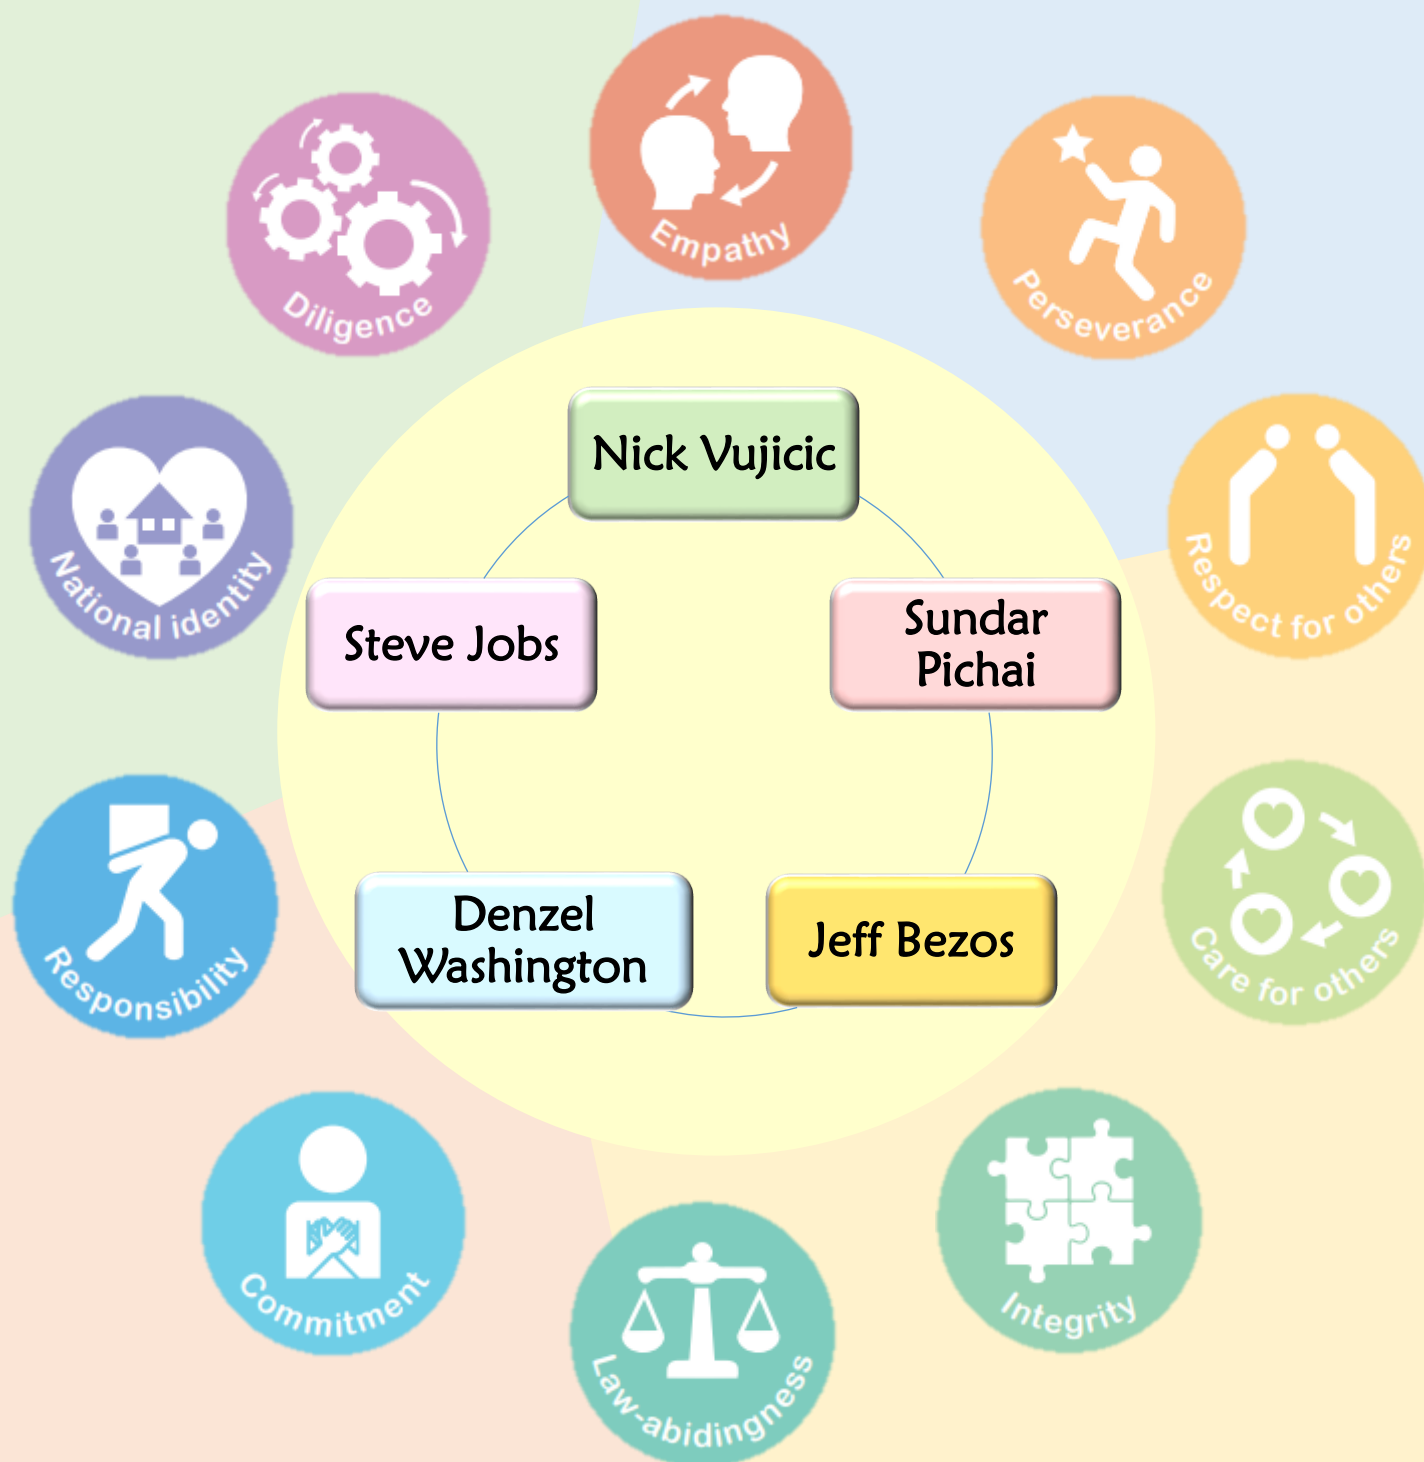 Empathy
Diligence
Perseverance
National identity
Respect for others
Nick Vujicic
Steve Jobs
Sundar
Pichai
Responsibility
Care for others
Denzel
Washington
Jeff Bezos
Commitment
Integrity
Law-abidingness